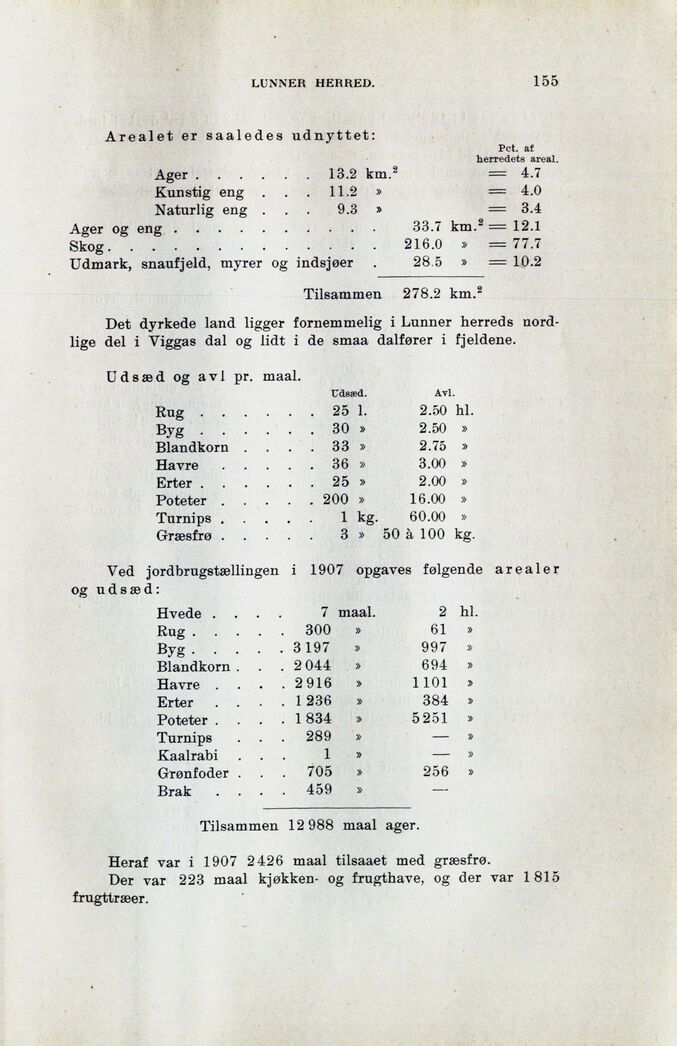 LUNNER HERRED. 155
Arealet er saaledes udnyttet:
Pct. af
herredets areal.
Ager . . . . . . 13.2 km.² = 4.7
Kunstig eng . . . 11.2 » = 4.0
Naturlig eng . . . 9.3 » = 3.4
Ager og eng . . . . . . . . . . 33.7 km.² = 12.1
Skog . . . . . . . . . . . . . 216.0 » = 77.7
Udmark, snaufjeld, myrer og indsjøer . 28.5 » = 10.2
Tilsammen 278.2 km.²
Det dyrkede land ligger fornemmelig i Lunner herreds nord-
lige del i Viggas dal og lidt i de smaa dalfører i fjeldene.
Udsæd og avl pr. maal.
Udsæd. Avl.
Rug . . . . . . 25 l. 2.50 hl.
Byg . . . . . . 30 » 2.50 »
Blandkorn . . . . 33 » 2.75 »
Havre . . . . . 36 » 3.00 »
Erter . . . . . . 25 » 2.00 »
Poteter . . . . . 200 » 16.00 »
Turnips . . . . . 1 kg. 60.00 »
Græsfrø . . . . . 3 » 50 à 100 kg.
Ved jordbrugstællingen i 1907 opgaves følgende arealer
og udsæd:
Hvede . . . . 7 maal. 2 hl.
Rug . . . . . 300 » 61 »
Byg . . . . . 3 197 » 997 »
Blandkorn . . . 2 044 » 694 »
Havre . . . . 2 916 » 1 101 »
Erter . . . . 1 236 » 384 »
Poteter . . . . 1 834 » 5 251 »
Turnips . . . 289 » — »
Kaalrabi . . . 1 » — »
Grønfoder . . . 705 » 256 »
Brak . . . . 459 » —
Tilsammen 12 988 maal ager.
Heraf var i 1907 2 426 maal tilsaaet med græsfrø.
Der var 223 maal kjøkken- og frugthave, og der var 1 815
frugttræer.